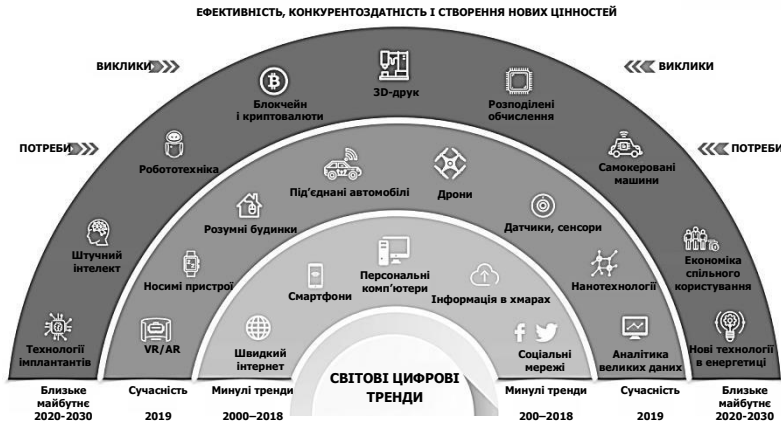 ЕФЕКТИВНІСТЬ, КОНКУРЕНТОЗДАТНІСТЬ І СТВОРЕННЯ НОВИХ ЦІННОСТЕЙ
ВИКЛИКИ
ВИКЛИКИ
ПОТРЕБИ
ПОТРЕБИ
Технології
імплантантів
Штучний
інтелект
Робототехніка
Блокчейн
і криптовалюти
3D-друк
Розподілені
обчислення
Самокеровані
машини
Економіка
спільного
користування
Нові технології
в енергетиці
VR/AR
Носимі пристрої
Розумні будинки
Під’єднані автомобілі
Дрони
Датчики, сенсори
Нанотехнології
Аналітика
великих даних
Швидкий
інтернет
Смартфони
Персональні
комп’ютери
Інформація в хмарах
Соціальні
мережі
СВІТОВІ ЦИФРОВІ
ТРЕНДИ
Близьке
майбутнє
2020-2030
Сучасність
2019
Минулі тренди
2000–2018
Минулі тренди
200–2018
Сучасність
2019
Близьке
майбутнє
2020-2030